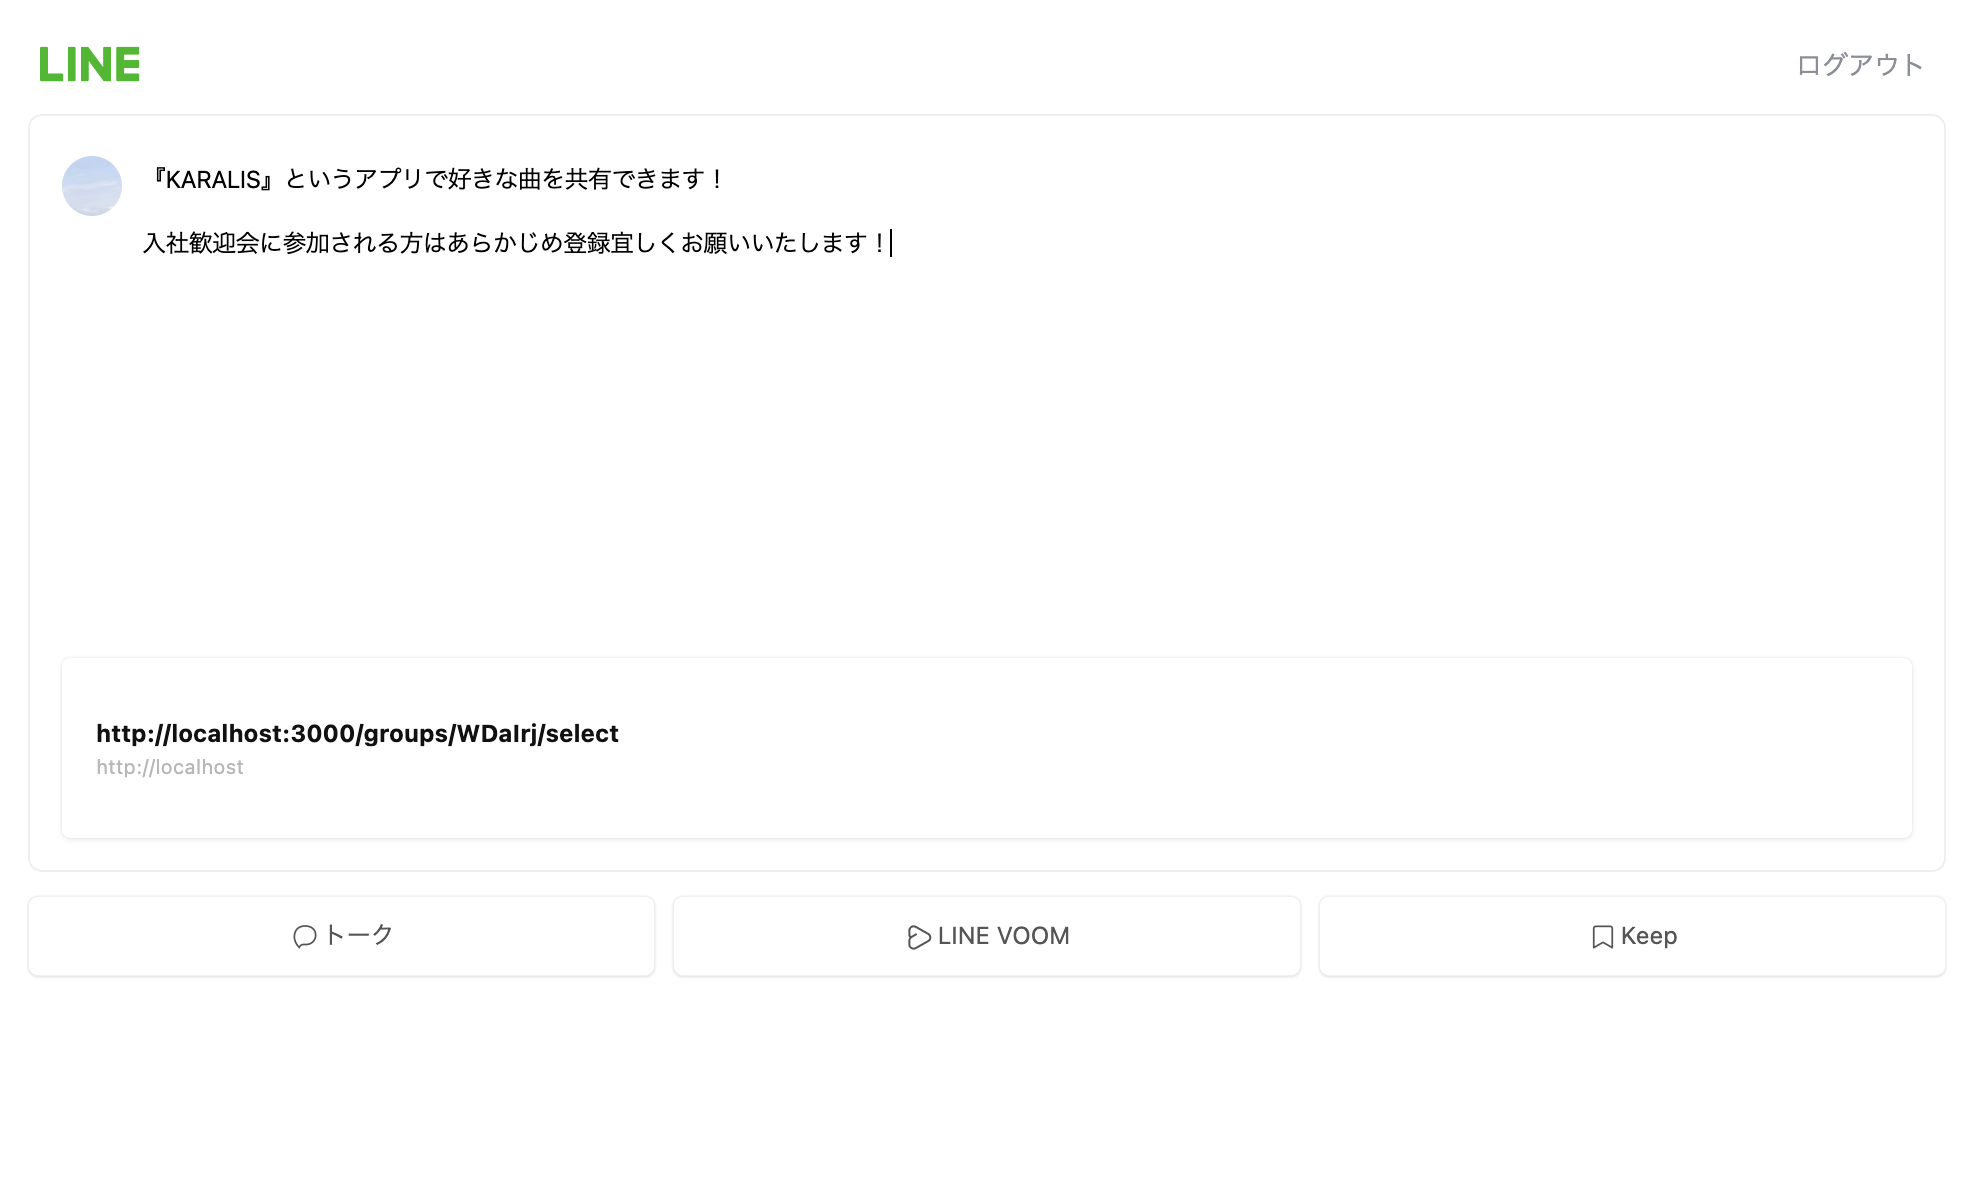 LINE
ログアウト
『KARALIS』というアプリで好きな曲を共有できます！
入社歓迎会に参加される方はあらかじめ登録宜しくお願いいたします！
http://localhost:3000/groups/WDaIrj/select
http://localhost
トーク
LINE VOOM
Keep